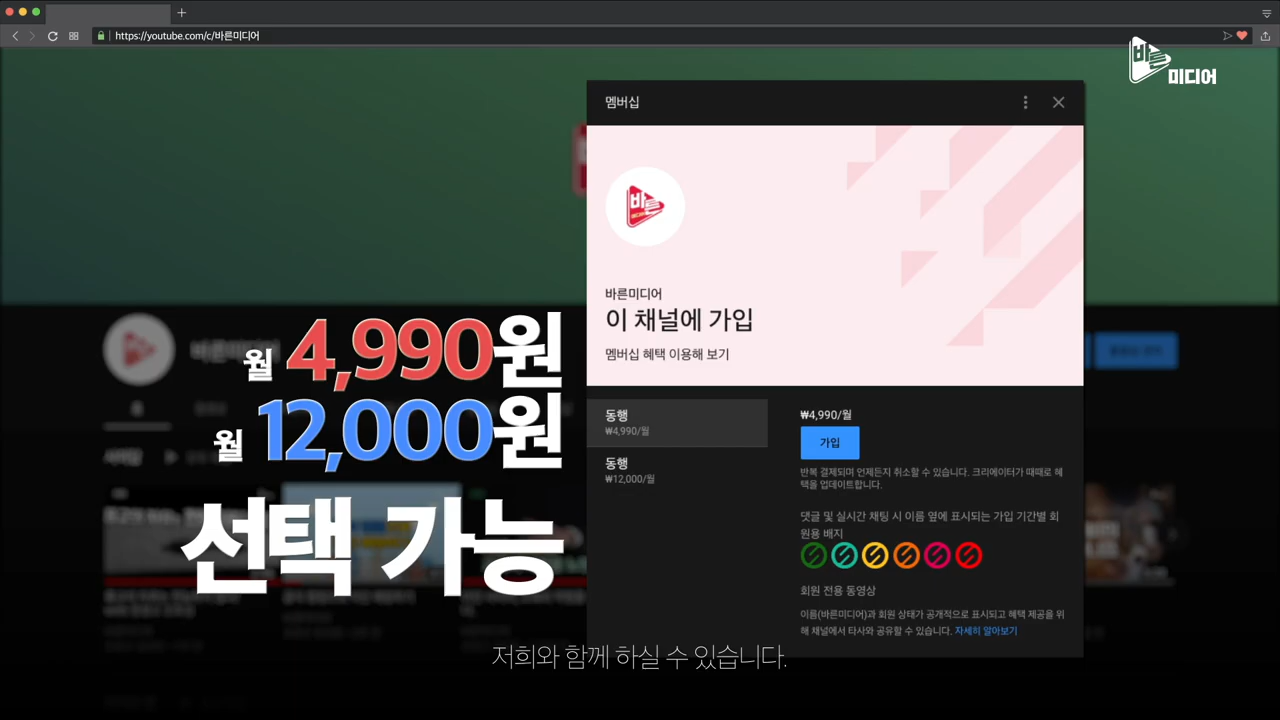 https://youtube.com/c/바른미디어
바른
미디어
멤버십
바른
미디어
바른미디어
이 채널에 가입
멤버십 혜택 이용해 보기
월 4,990원
월 12,000원
선택 가능
동행
₩4,990/월
동행
₩12,000/월
₩4,990/월
가입
반복 결제되며 언제든지 취소할 수 있습니다. 크리에이터가 때때로 혜
택을 업데이트합니다.
댓글 및 실시간 채팅 시 이름 옆에 표시되는 가입 기간별 회
원용 배지
회원 전용 동영상
이름(바른미디어)과 회원 상태가 공개적으로 표시되고 혜택 제공을 위
해 채널에서 타사와 공유할 수 있습니다. 자세히 알아보기
저희와 함께 하실 수 있습니다.